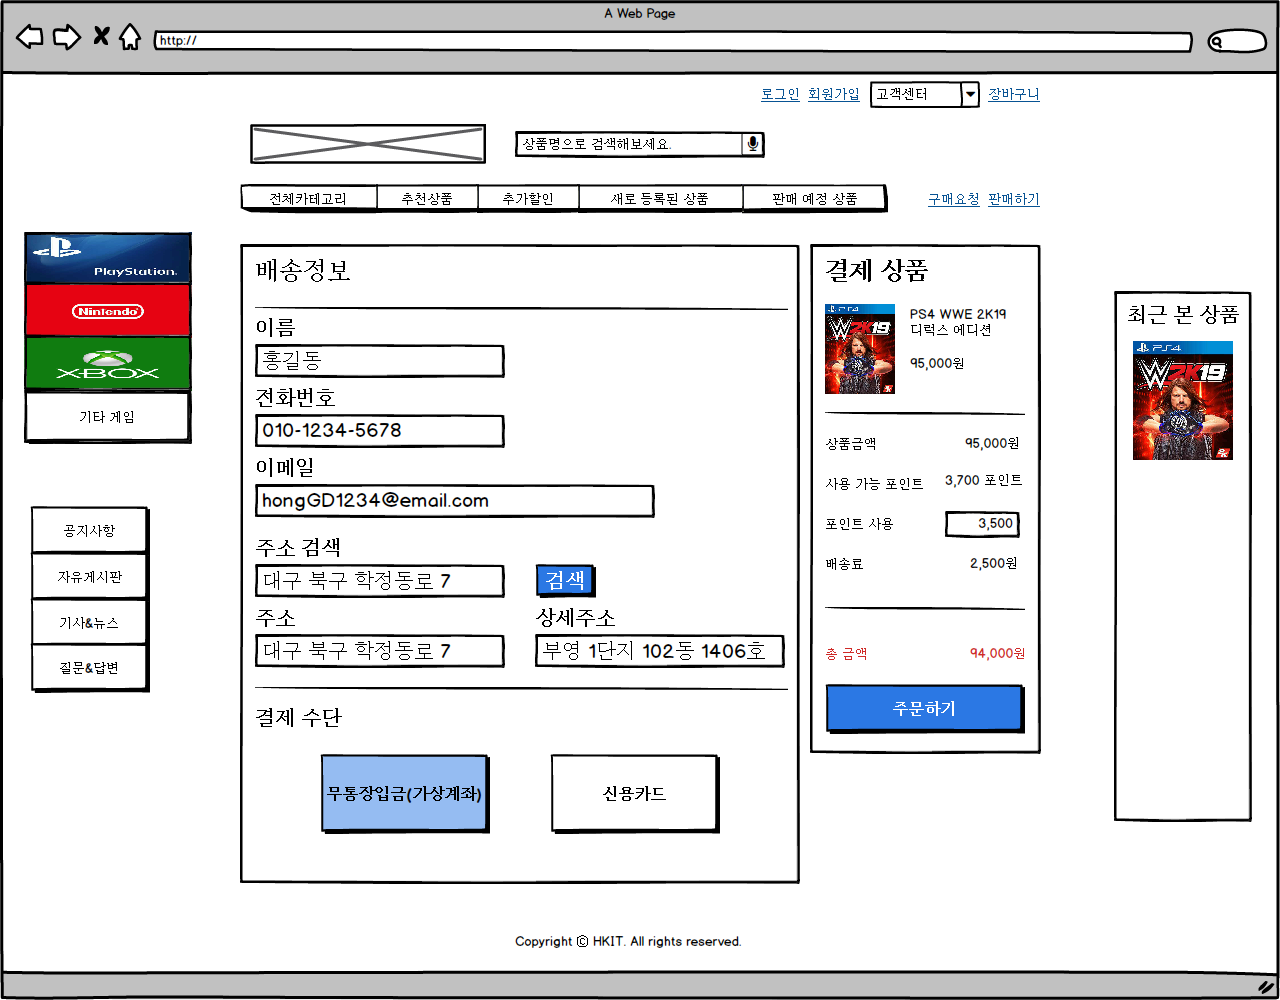 A Web Page
http://
로그인 회원가입 고객센터 장바구니
상품명으로 검색해보세요.
전체카테고리 추천상품 추가할인 새로 등록된 상품 판매 예정 상품
구매요청 판매하기
PlayStation.
Nintendo
XBOX
기타 게임
공지사항
자유게시판
기사&뉴스
질문&답변
배송정보
이름
홍길동
전화번호
010-1234-5678
이메일
hongGD1234@email.com
주소 검색
대구 북구 학정동로 7 검색
주소 상세주소
대구 북구 학정동로 7 부영 1단지 102동 1406호
결제 수단
무통장입금(가상계좌) 신용카드
결제 상품
PS4
W2K19
2K
PS4 WWE 2K19
디럭스 에디션
95,000원
상품금액 95,000원
사용 가능 포인트 3,700 포인트
포인트 사용 3,500
배송료 2,500원
총 금액 94,000원
주문하기
최근 본 상품
PS4
W2K19
2K
Copyright © HKIT. All rights reserved.